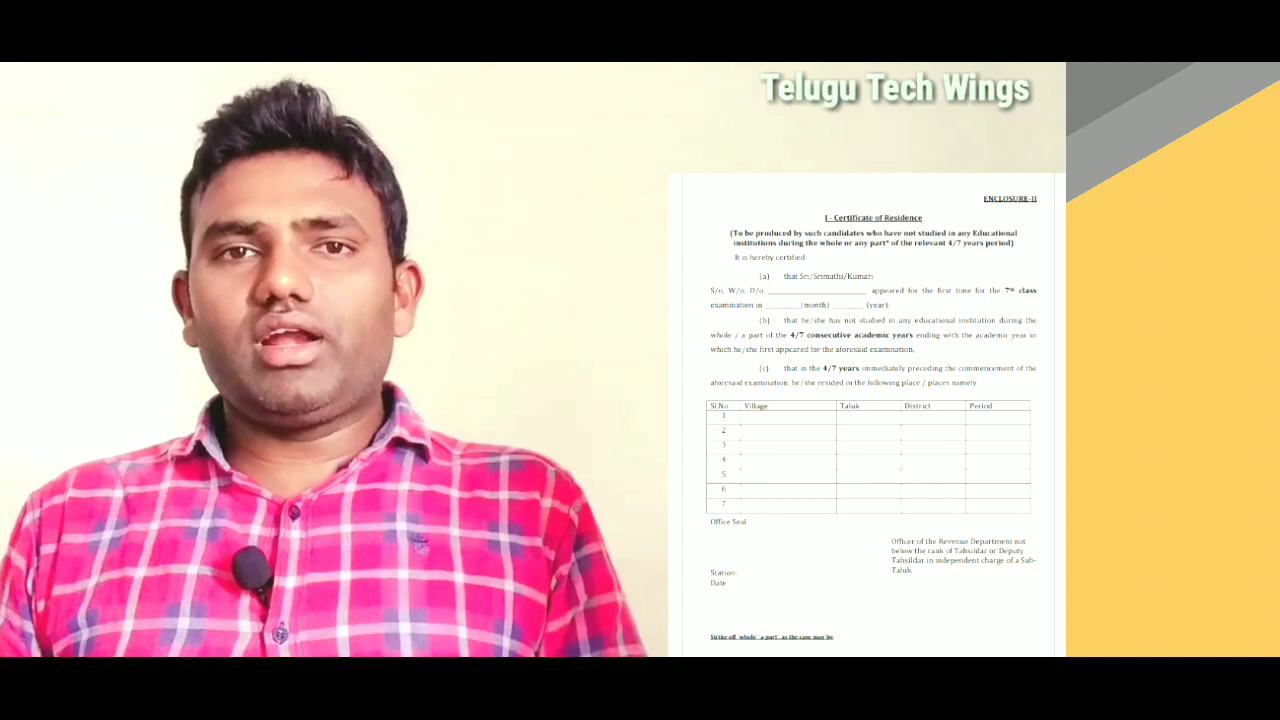 Telugu Tech Wings
ENCLOSURE-II
I - Certificate of Residence
(To be produced by such candidates who have not studied in any Educational
institutions during the whole or any part* of the relevant 4/7 years period)
It is hereby certified
(a) that Sri/Srimathi/Kumari
S/o. W/o. D/o ____________________ appeared for the first time for the 7th class
examination in _______(month) _______ (year);
(b) that he/she has not studied in any educational institution during the
whole / a part of the 4/7 consecutive academic years ending with the academic year in
which he/she first appeared for the aforesaid examination;
(c) that in the 4/7 years immediately preceding the commencement of the
aforesaid examination he/she resided in the following place / places namely
Sl.No. Village Taluk District Period
1
2
3
4
5
6
7
Office Seal
Officer of the Revenue Department not
below the rank of Tahsildar or Deputy
Tahsildar in independent charge of a Sub-
Taluk
Station:
Date
Strike off 'whole' 'a part' as the case may be